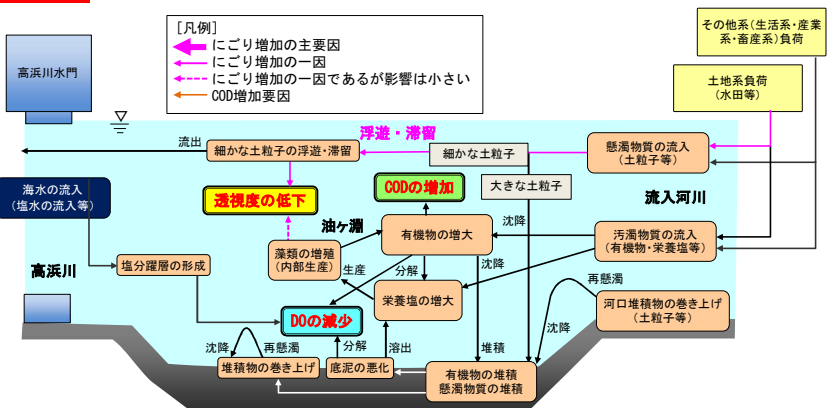 [凡例]
にごり増加の主要因
にごり増加の一因
にごり増加の一因であるが影響は小さい
COD増加要因
その他系(生活系・産業
系・畜産系)負荷
土地系負荷
(水田等)
高浜川水門
浮遊・滞留
流出
細かな土粒子の浮遊・滞留
細かな土粒子
懸濁物質の流入
(土粒子等)
大きな土粒子
流入河川
海水の流入
(塩水の流入等)
透視度の低下
CODの増加
油ヶ淵
有機物の増大
沈降
汚濁物質の流入
(有機物・栄養塩等)
高浜川
塩分躍層の形成
藻類の増殖
(内部生産)
生産
分解
沈降
栄養塩の増大
再懸濁
河口堆積物の巻き上げ
(土粒子等)
沈降
DOの減少
沈降
再懸濁
分解
溶出
堆積
堆積物の巻き上げ
底泥の悪化
有機物の堆積
懸濁物質の堆積